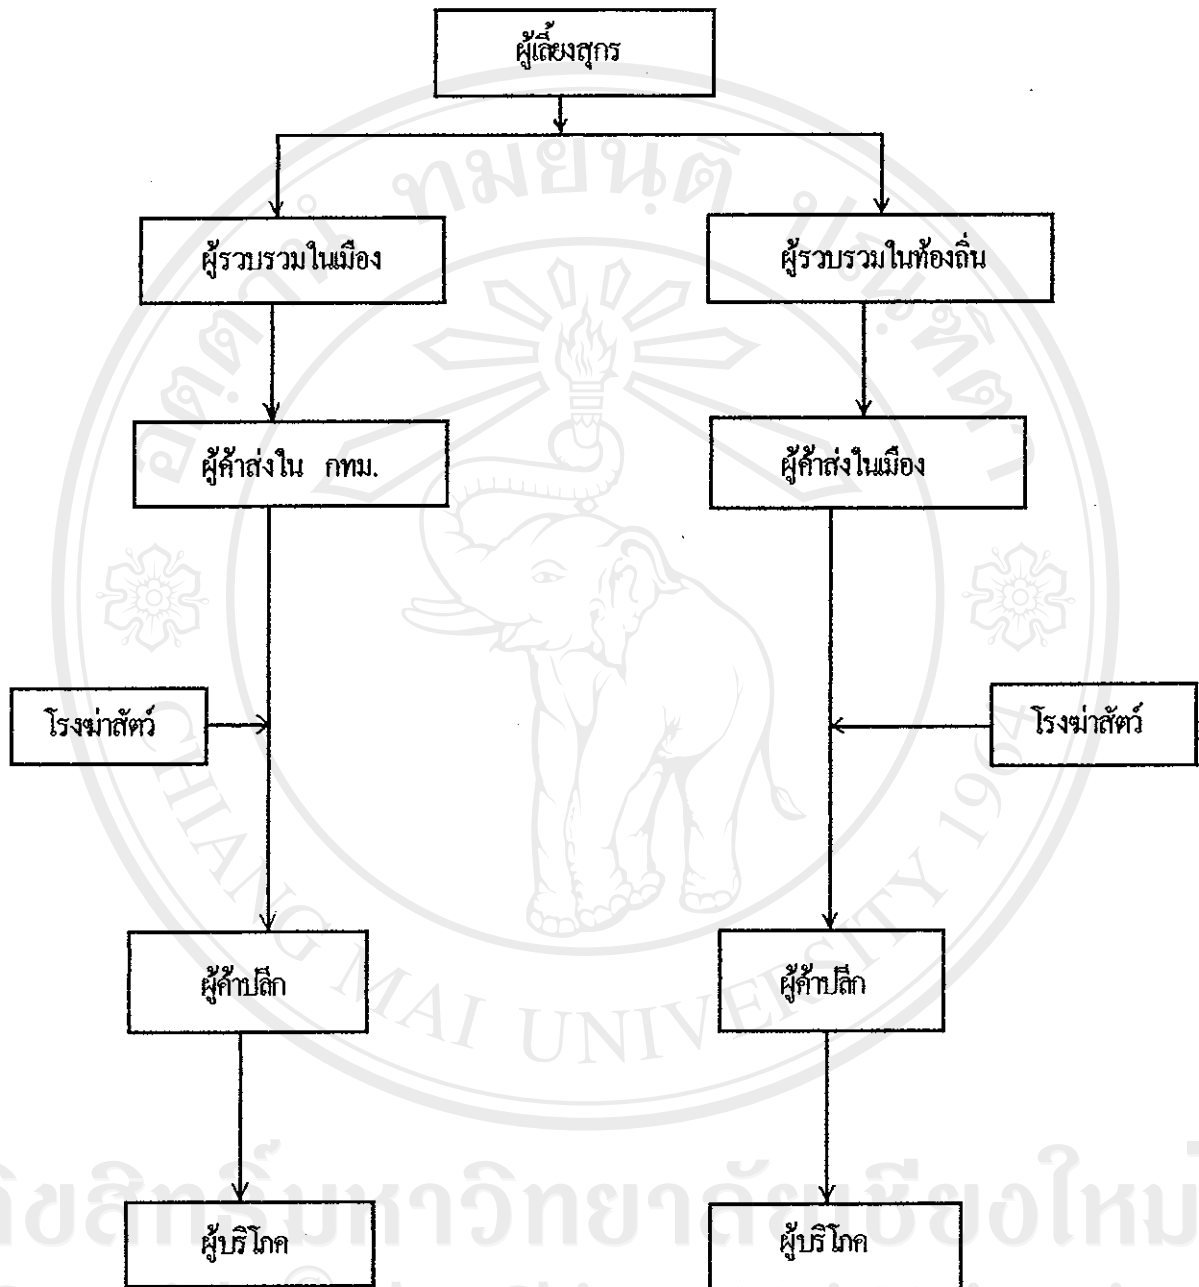 ผู้เลี้ยงสุกร
ผู้รวบรวมในเมือง
ผู้รวบรวมในท้องถิ่น
ผู้ค้าส่งใน กทม.
ผู้ค้าส่งในเมือง
โรงฆ่าสัตว์
โรงฆ่าสัตว์
ผู้ค้าปลีก
ผู้ค้าปลีก
ผู้บริโภค
ผู้บริโภค
CHIANG MAI UNIVERSITY 1964